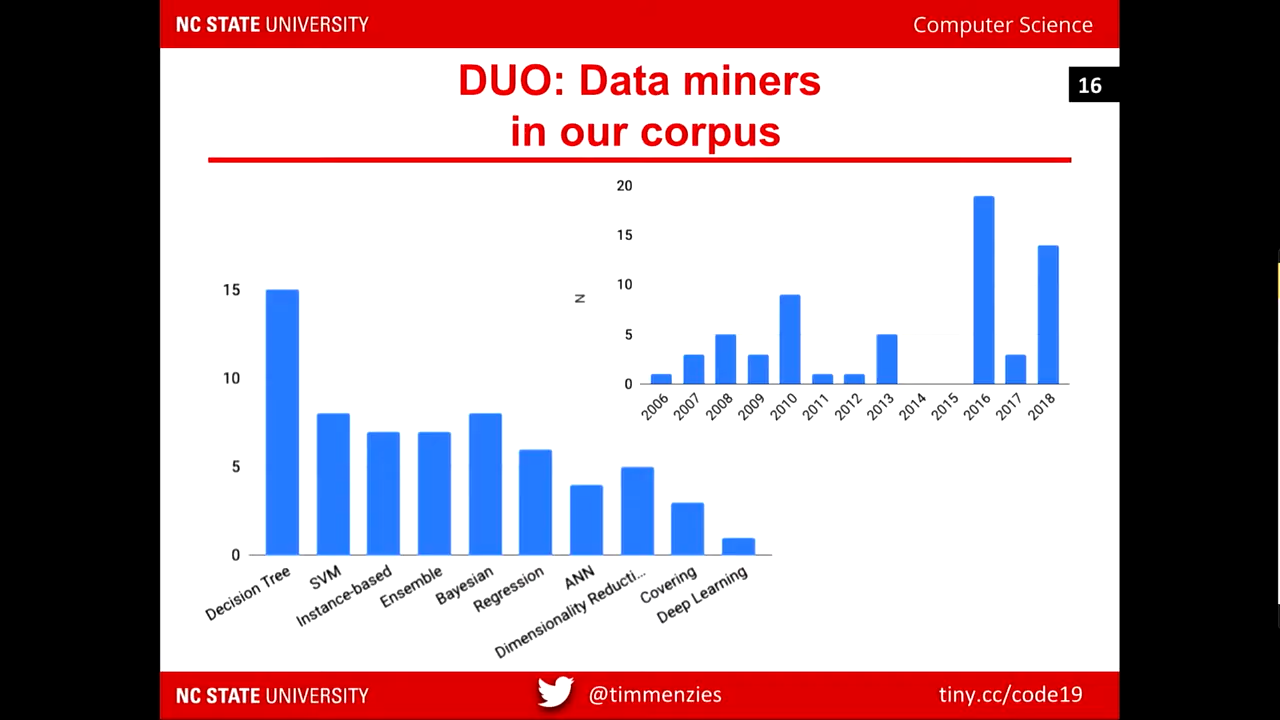 NC STATE UNIVERSITY
Computer Science
DUO: Data miners
in our corpus
16
15
10
5
0
Decision Tree
SVM
Instance-based
Ensemble
Bayesian
Regression
ANN
Dimensionality Reducti...
Covering
Deep Learning
20
15
10
5
0
N
2006
2007
2008
2009
2010
2011
2012
2013
2014
2015
2016
2017
2018
NC STATE UNIVERSITY
@timmenzies
tiny.cc/code19